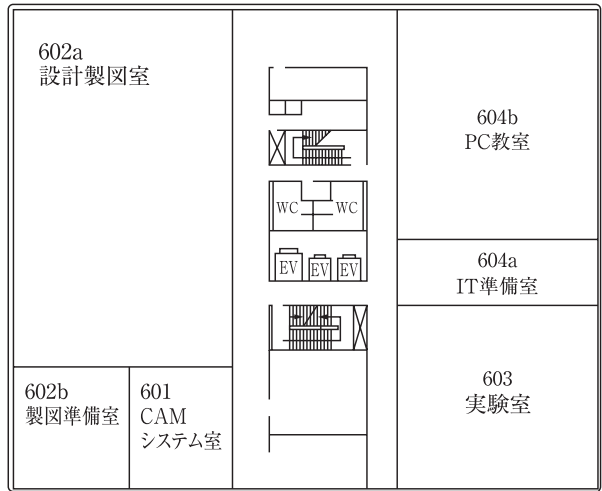 602a
設計製図室
604b
PC教室
WC
WC
604a
IT準備室
EV
EV
EV
603
実験室
602b
製図準備室
601
CAM
システム室